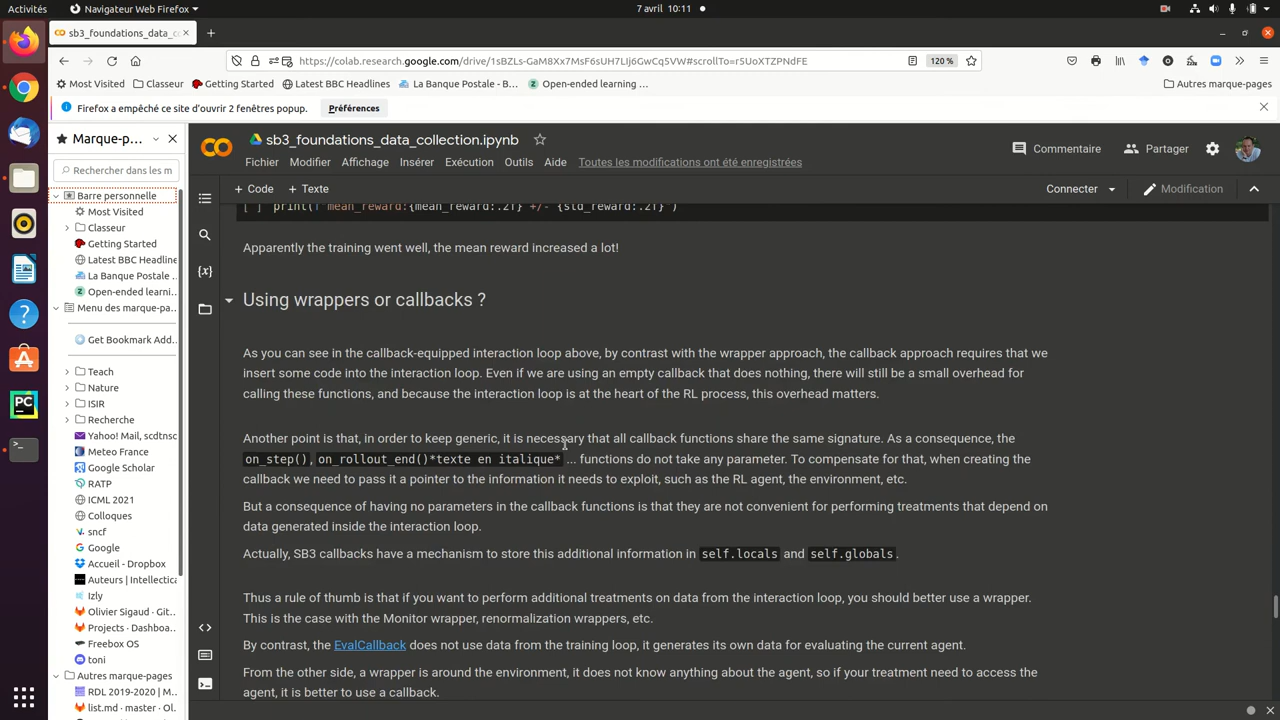 Activités
Navigateur Web Firefox
7 avril 10:11
sb3_foundations_data_c
https://colab.research.google.com/drive/1sBZLs-GaM8Xx7MsF6sUH7LIj6GwCq5VW#scrollTo=r5UoXTZPNdFE
120 %
Most Visited
Classeur
Getting Started
Latest BBC Headlines
La Banque Postale - B...
Open-ended learning ...
Autres marque-pages
Firefox a empêché ce site d'ouvrir 2 fenêtres popup.
Préférences
Marque-p...
Rechercher dans les m
Barre personnelle
Most Visited
Classeur
Getting Started
Latest BBC Headline
La Banque Postale ...
Open-ended learni...
Menu des marque-pa...
Get Bookmark Add...
Teach
Nature
ISIR
Recherche
Yahoo! Mail, scdtnsc...
Meteo France
Google Scholar
RATP
ICML 2021
Colloques
sncf
Google
Accueil - Dropbox
Auteurs | Intellectica
Izly
Olivier Sigaud · Git...
Projects · Dashboa...
Freebox OS
toni
Autres marque-pages
RDL 2019-2020 | M...
list.md · master · Ol...
sb3_foundations_data_collection.ipynb
Fichier Modifier Affichage Insérer Exécution Outils Aide
Toutes les modifications ont été enregistrées
Commentaire
Partager
+ Code + Texte
Connecter
Modification
[ ] print(f"mean_reward:{mean_reward:.2f} +/- {std_reward:.2f}")
Apparently the training went well, the mean reward increased a lot!
Using wrappers or callbacks ?
As you can see in the callback-equipped interaction loop above, by contrast with the wrapper approach, the callback approach requires that we
insert some code into the interaction loop. Even if we are using an empty callback that does nothing, there will still be a small overhead for
calling these functions, and because the interaction loop is at the heart of the RL process, this overhead matters.
Another point is that, in order to keep generic, it is necessary that all callback functions share the same signature. As a consequence, the
on_step(), on_rollout_end()*texte en italique* ... functions do not take any parameter. To compensate for that, when creating the
callback we need to pass it a pointer to the information it needs to exploit, such as the RL agent, the environment, etc.
But a consequence of having no parameters in the callback functions is that they are not convenient for performing treatments that depend on
data generated inside the interaction loop.
Actually, SB3 callbacks have a mechanism to store this additional information in self.locals and self.globals.
Thus a rule of thumb is that if you want to perform additional treatments on data from the interaction loop, you should better use a wrapper.
This is the case with the Monitor wrapper, renormalization wrappers, etc.
By contrast, the EvalCallback does not use data from the training loop, it generates its own data for evaluating the current agent.
From the other side, a wrapper is around the environment, it does not know anything about the agent, so if your treatment need to access the
agent, it is better to use a callback.